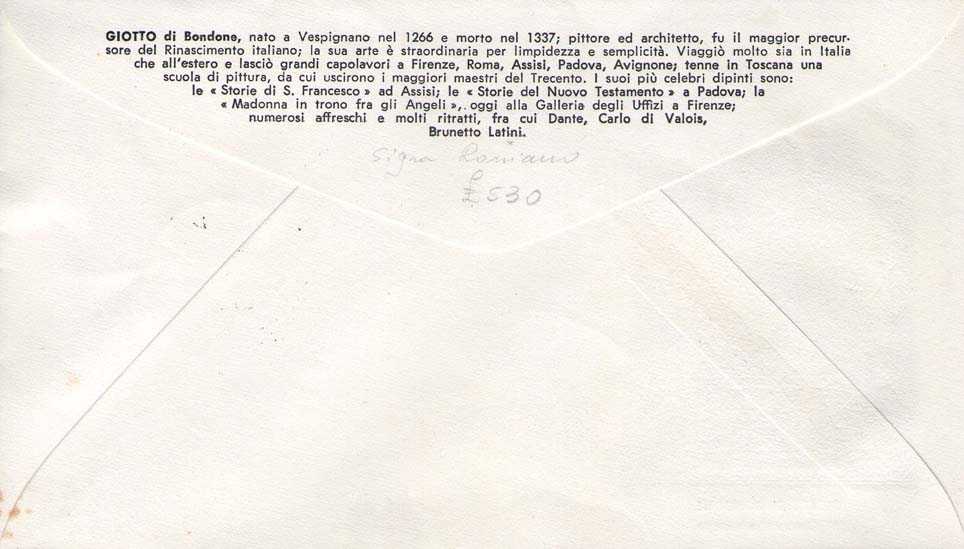 GIOTTO di Bondone, nato a Vespignano nel 1266 e morto nel 1337; pittore ed architetto, fu il maggior precur-
sore del Rinascimento italiano; la sua arte è straordinaria per limpidezza e semplicità. Viaggiò molto sia in Italia
che all'estero e lasciò grandi capolavori a Firenze, Roma, Assisi, Padova, Avignone; tenne in Toscana una
scuola di pittura, da cui uscirono i maggiori maestri del Trecento. I suoi più celebri dipinti sono:
le « Storie di S. Francesco » ad Assisi; le « Storie del Nuovo Testamento » a Padova; la
« Madonna in trono fra gli Angeli »,. oggi alla Galleria degli Uffizi a Firenze;
numerosi affreschi e molti ritratti, fra cui Dante, Carlo di Valois,
Brunetto Latini.
£530